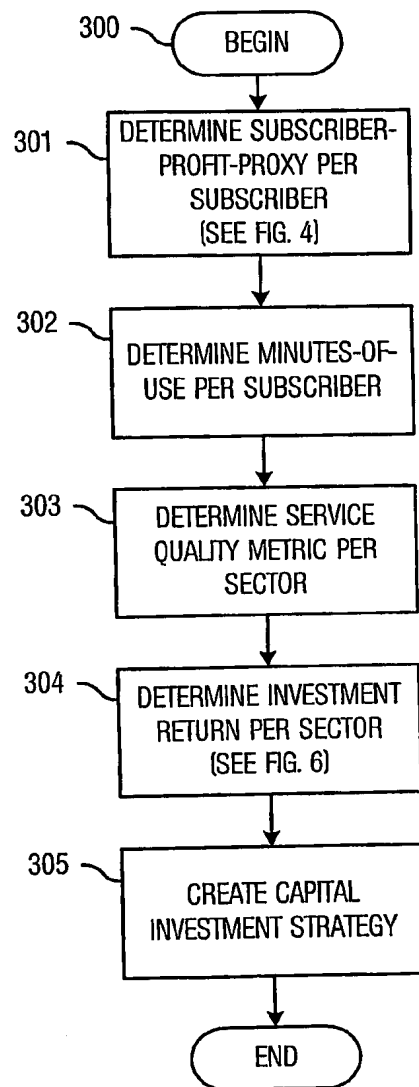 300
BEGIN
301
DETERMINE SUBSCRIBER-
PROFIT-PROXY PER
SUBSCRIBER
(SEE FIG. 4)
302
DETERMINE MINUTES-OF-
USE PER SUBSCRIBER
303
DETERMINE SERVICE
QUALITY METRIC PER
SECTOR
304
DETERMINE INVESTMENT
RETURN PER SECTOR
(SEE FIG. 6)
305
CREATE CAPITAL
INVESTMENT STRATEGY
END